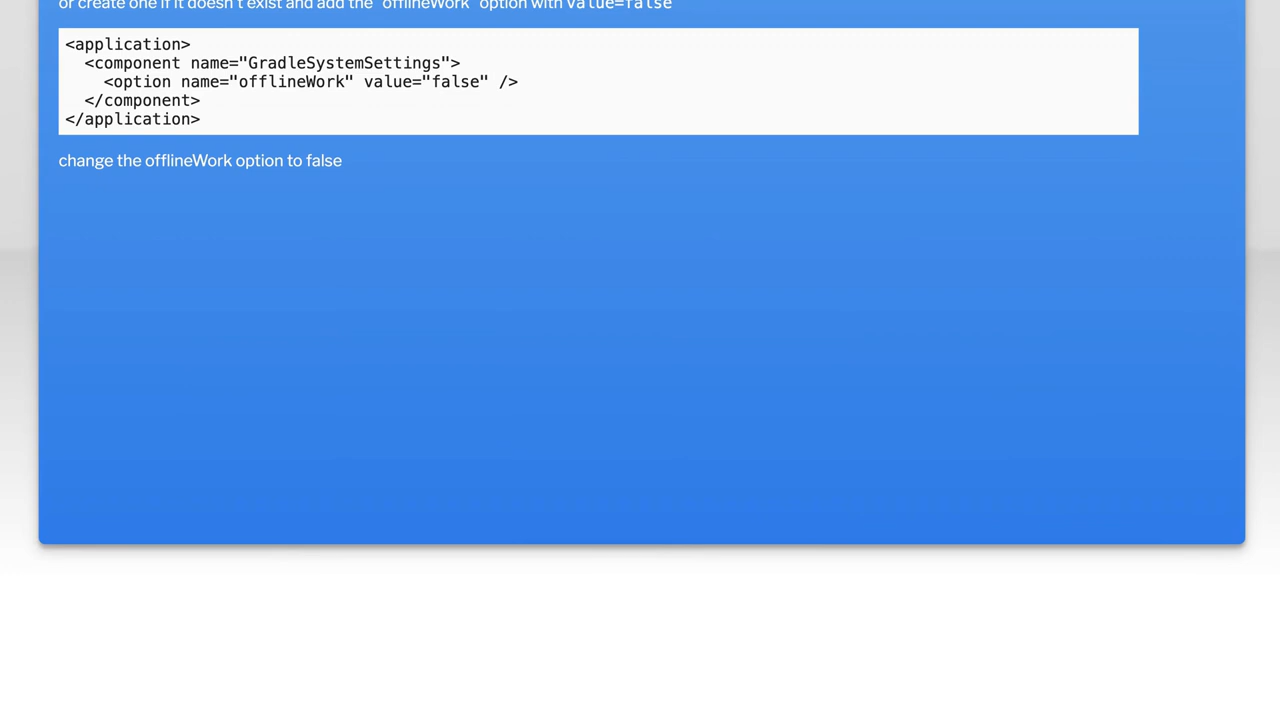 or create one if it doesn't exist and add the "offlineWork" option with value=false
<application>
  <component name="GradleSystemSettings">
    <option name="offlineWork" value="false" />
  </component>
</application>
change the offlineWork option to false